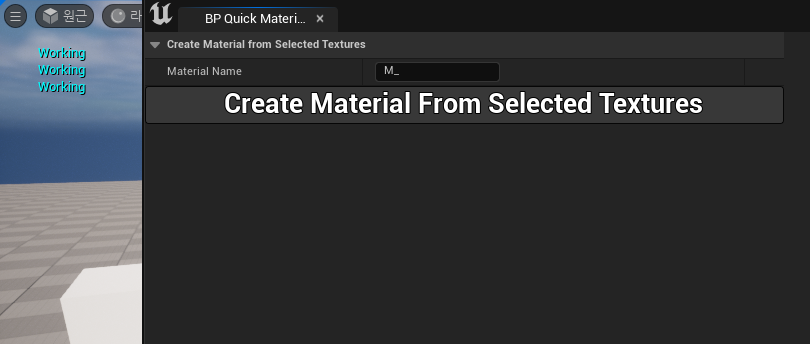 원근
라
BP Quick Materi...
Working
Working
Working
Create Material from Selected Textures
Material Name
M_
Create Material From Selected Textures